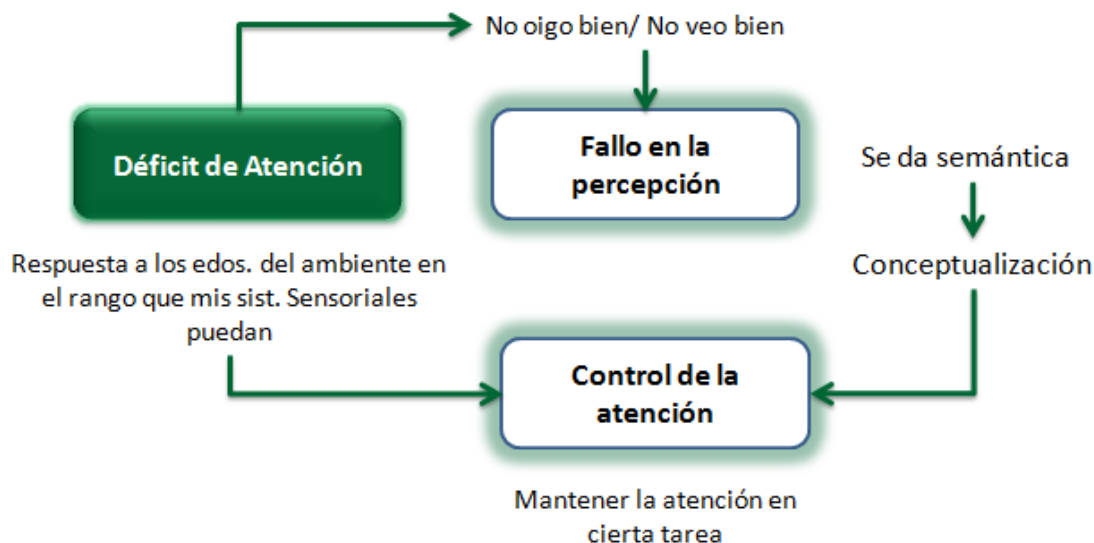 No oigo bien/ No veo bien
Déficit de Atención
Fallo en la
percepción
Se da semántica
Conceptualización
Respuesta a los edos. del ambiente en
el rango que mis sist. Sensoriales
puedan
Control de la
atención
Mantener la atención en
cierta tarea